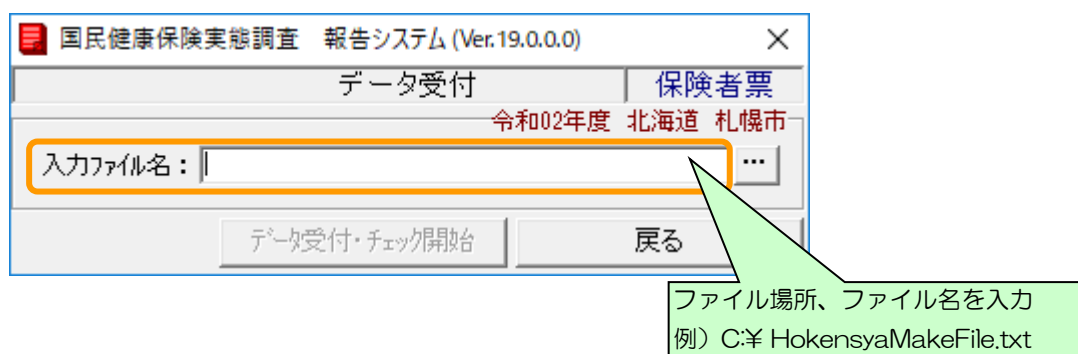 国民健康保険実態調査 報告システム (Ver.19.0.0.0)
データ受付 保険者票
令和02年度 北海道 札幌市
入力ﾌｧｲﾙ名： ...
ﾃﾞｰﾀ受付・ﾁｪｯｸ開始 戻る
ファイル場所、ファイル名を入力
例）C:¥ HokensyaMakeFile.txt